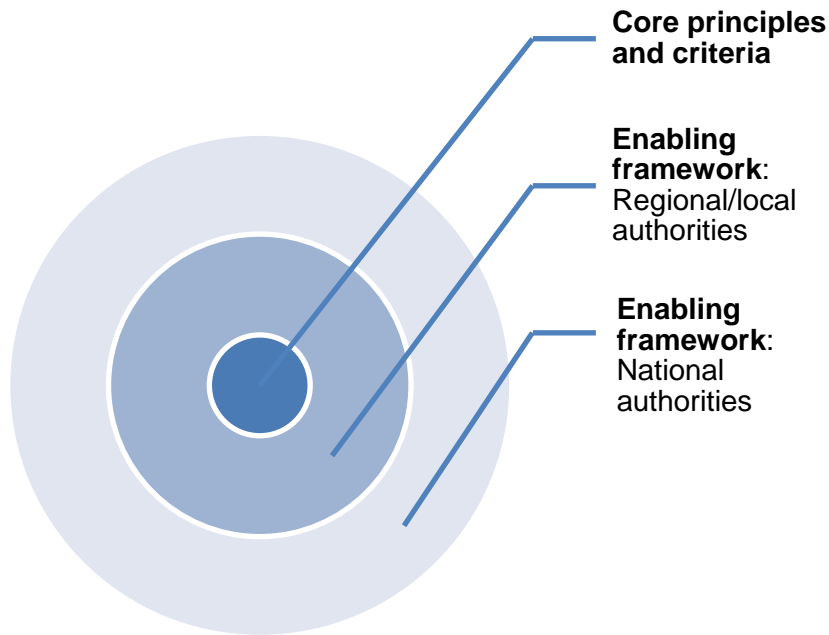 Core principles
and criteria
Enabling
framework:
Regional/local
authorities
Enabling
framework:
National
authorities